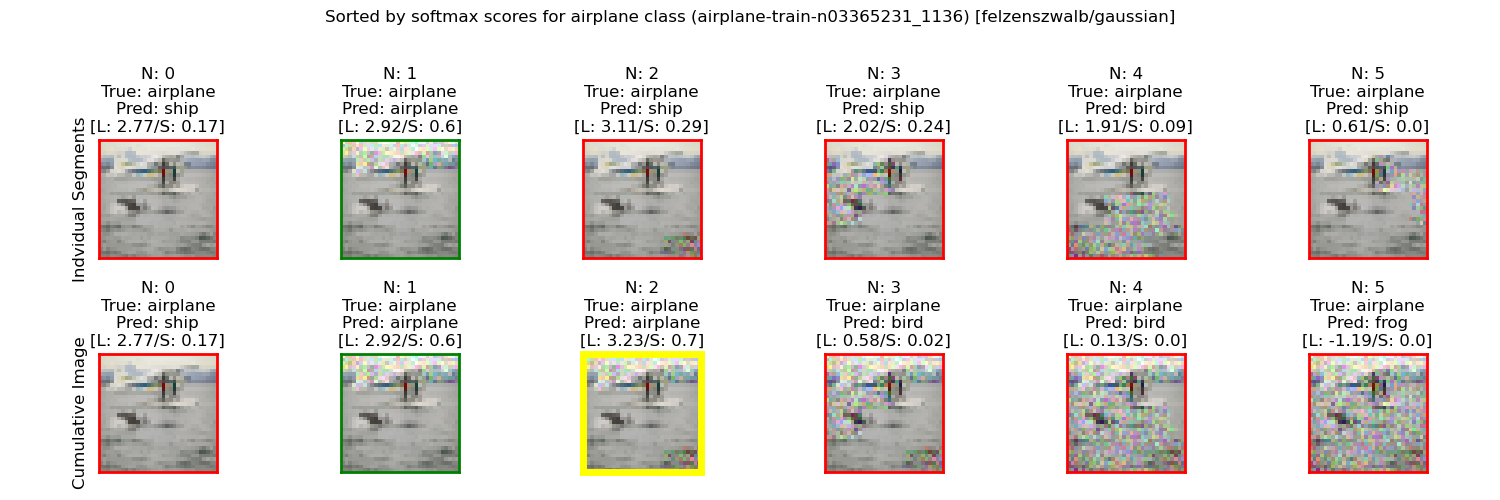 Sorted by softmax scores for airplane class (airplane-train-n03365231_1136) [felzenszwalb/gaussian]
Indvidual Segments
N: 0
True: airplane
Pred: ship
[L: 2.77/S: 0.17]
N: 1
True: airplane
Pred: airplane
[L: 2.92/S: 0.6]
N: 2
True: airplane
Pred: ship
[L: 3.11/S: 0.29]
N: 3
True: airplane
Pred: ship
[L: 2.02/S: 0.24]
N: 4
True: airplane
Pred: bird
[L: 1.91/S: 0.09]
N: 5
True: airplane
Pred: ship
[L: 0.61/S: 0.0]
Cumulative Image
N: 0
True: airplane
Pred: ship
[L: 2.77/S: 0.17]
N: 1
True: airplane
Pred: airplane
[L: 2.92/S: 0.6]
N: 2
True: airplane
Pred: airplane
[L: 3.23/S: 0.7]
N: 3
True: airplane
Pred: bird
[L: 0.58/S: 0.02]
N: 4
True: airplane
Pred: bird
[L: 0.13/S: 0.0]
N: 5
True: airplane
Pred: frog
[L: -1.19/S: 0.0]